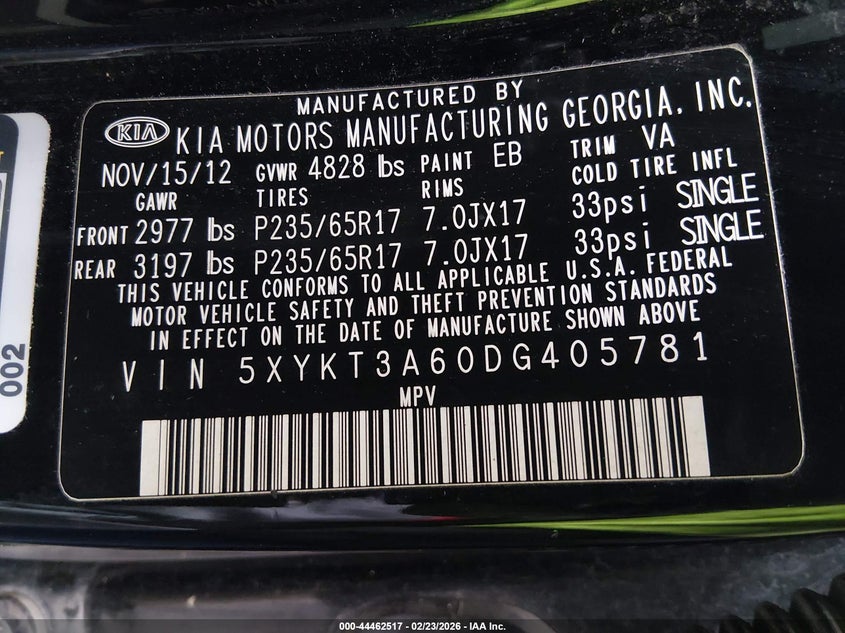 MANUFACTURED BY
KIA KIA MOTORS MANUFACTURING GEORGIA, INC.
NOV/15/12 GVWR 4828 lbs PAINT EB TRIM VA
GAWR TIRES RIMS COLD TIRE INFL
FRONT 2977 lbs P235/65R17 7.0JX17 33psi SINGLE
REAR 3197 lbs P235/65R17 7.0JX17 33psi SINGLE
THIS VEHICLE CONFORMS TO ALL APPLICABLE U.S.A. FEDERAL
MOTOR VEHICLE SAFETY AND THEFT PREVENTION STANDARDS
IN EFFECT ON THE DATE OF MANUFACTURE SHOWN ABOVE
VIN 5XYKT3A60DG405781
MPV
002
000-44462517 - 02/23/2026 - IAA Inc.